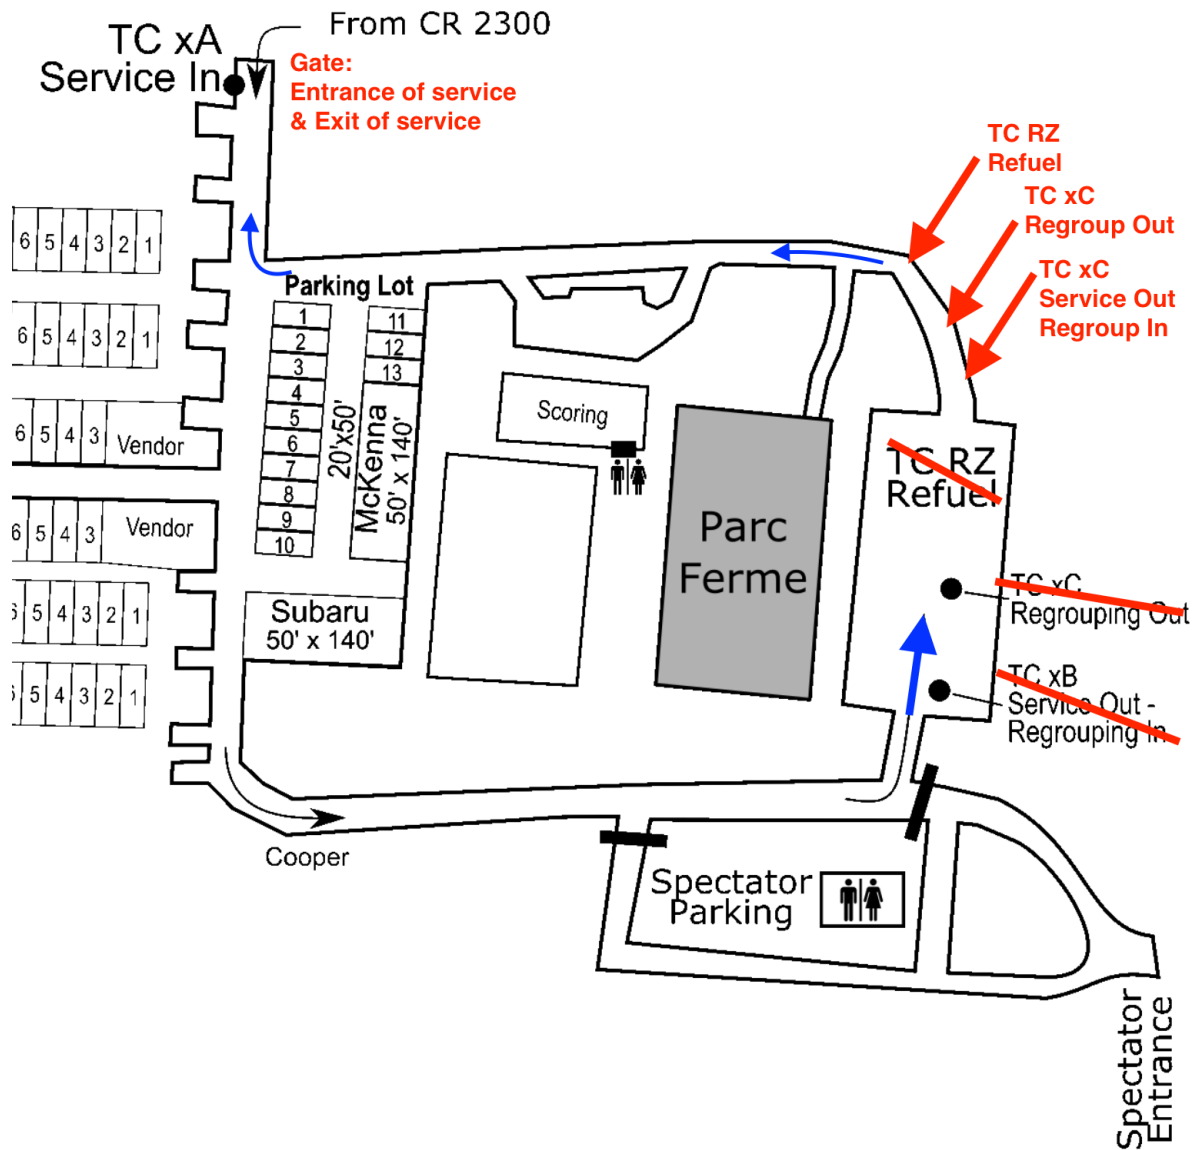 From CR 2300
TC xA
Service In
Gate:
Entrance of service
& Exit of service
TC RZ
Refuel
TC xC
Regroup Out
TC xC
Service Out
Regroup In
6 5 4 3 2 1
6 5 4 3 2 1
6 5 4 3 Vendor
6 5 4 3 Vendor
6 5 4 3 2 1
5 4 3 2 1
Parking Lot
1
2
3
4
5
6
7
8
9
10
20'x50'
11
12
13
McKenna
50' x 140'
Subaru
50' x 140'
Scoring
Parc
Ferme
TC RZ
Refuel
TC xC
Regrouping Out
TC xB
Service Out -
Regrouping In
Cooper
Spectator
Parking
Spectator
Entrance